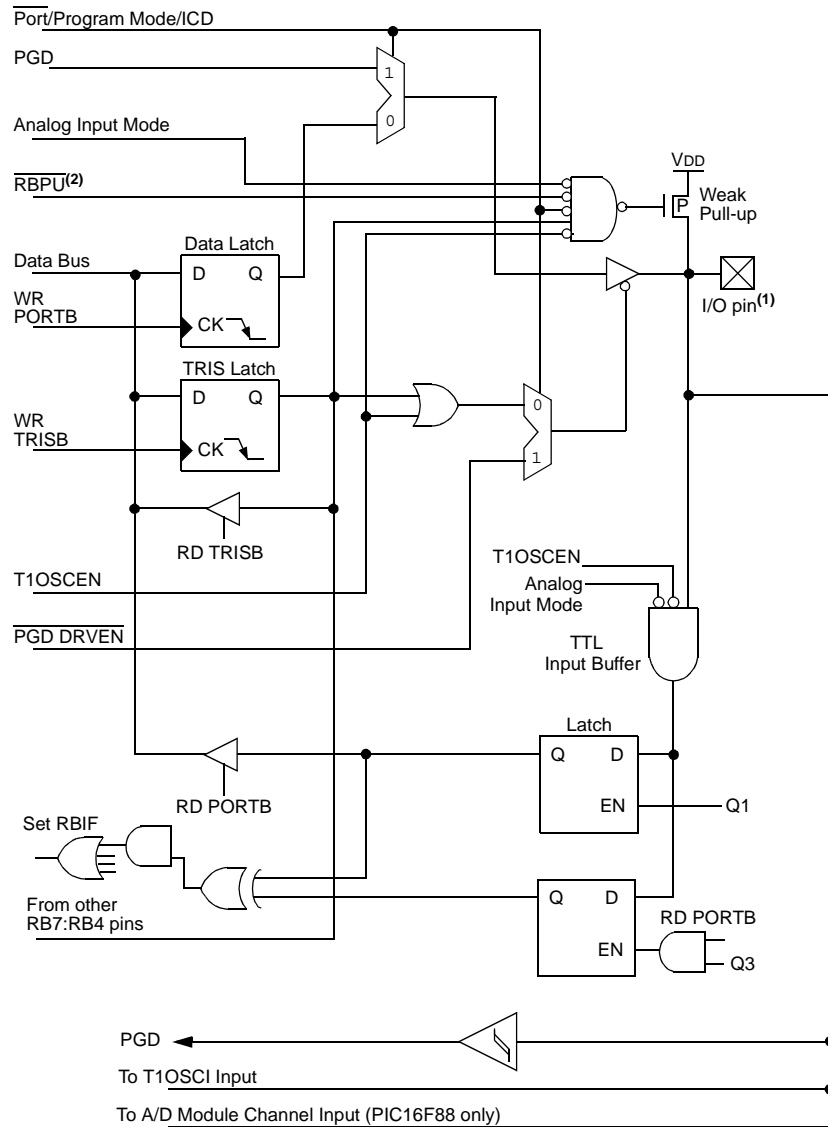 Port/Program Mode/ICD
PGD
1
0
Analog Input Mode
RBPU(2)
VDD
P
Weak
Pull-up
Data Latch
Data Bus
D
Q
WR
PORTB
CK
I/O pin(1)
TRIS Latch
D
Q
0
WR
TRISB
CK
1
RD TRISB
T1OSCEN
T1OSCEN
Analog
Input Mode
PGD DRVEN
TTL
Input Buffer
Latch
Q
D
EN
Q1
RD PORTB
Set RBIF
Q
D
RD PORTB
From other
RB7:RB4 pins
EN
Q3
PGD
To T1OSCI Input
To A/D Module Channel Input (PIC16F88 only)